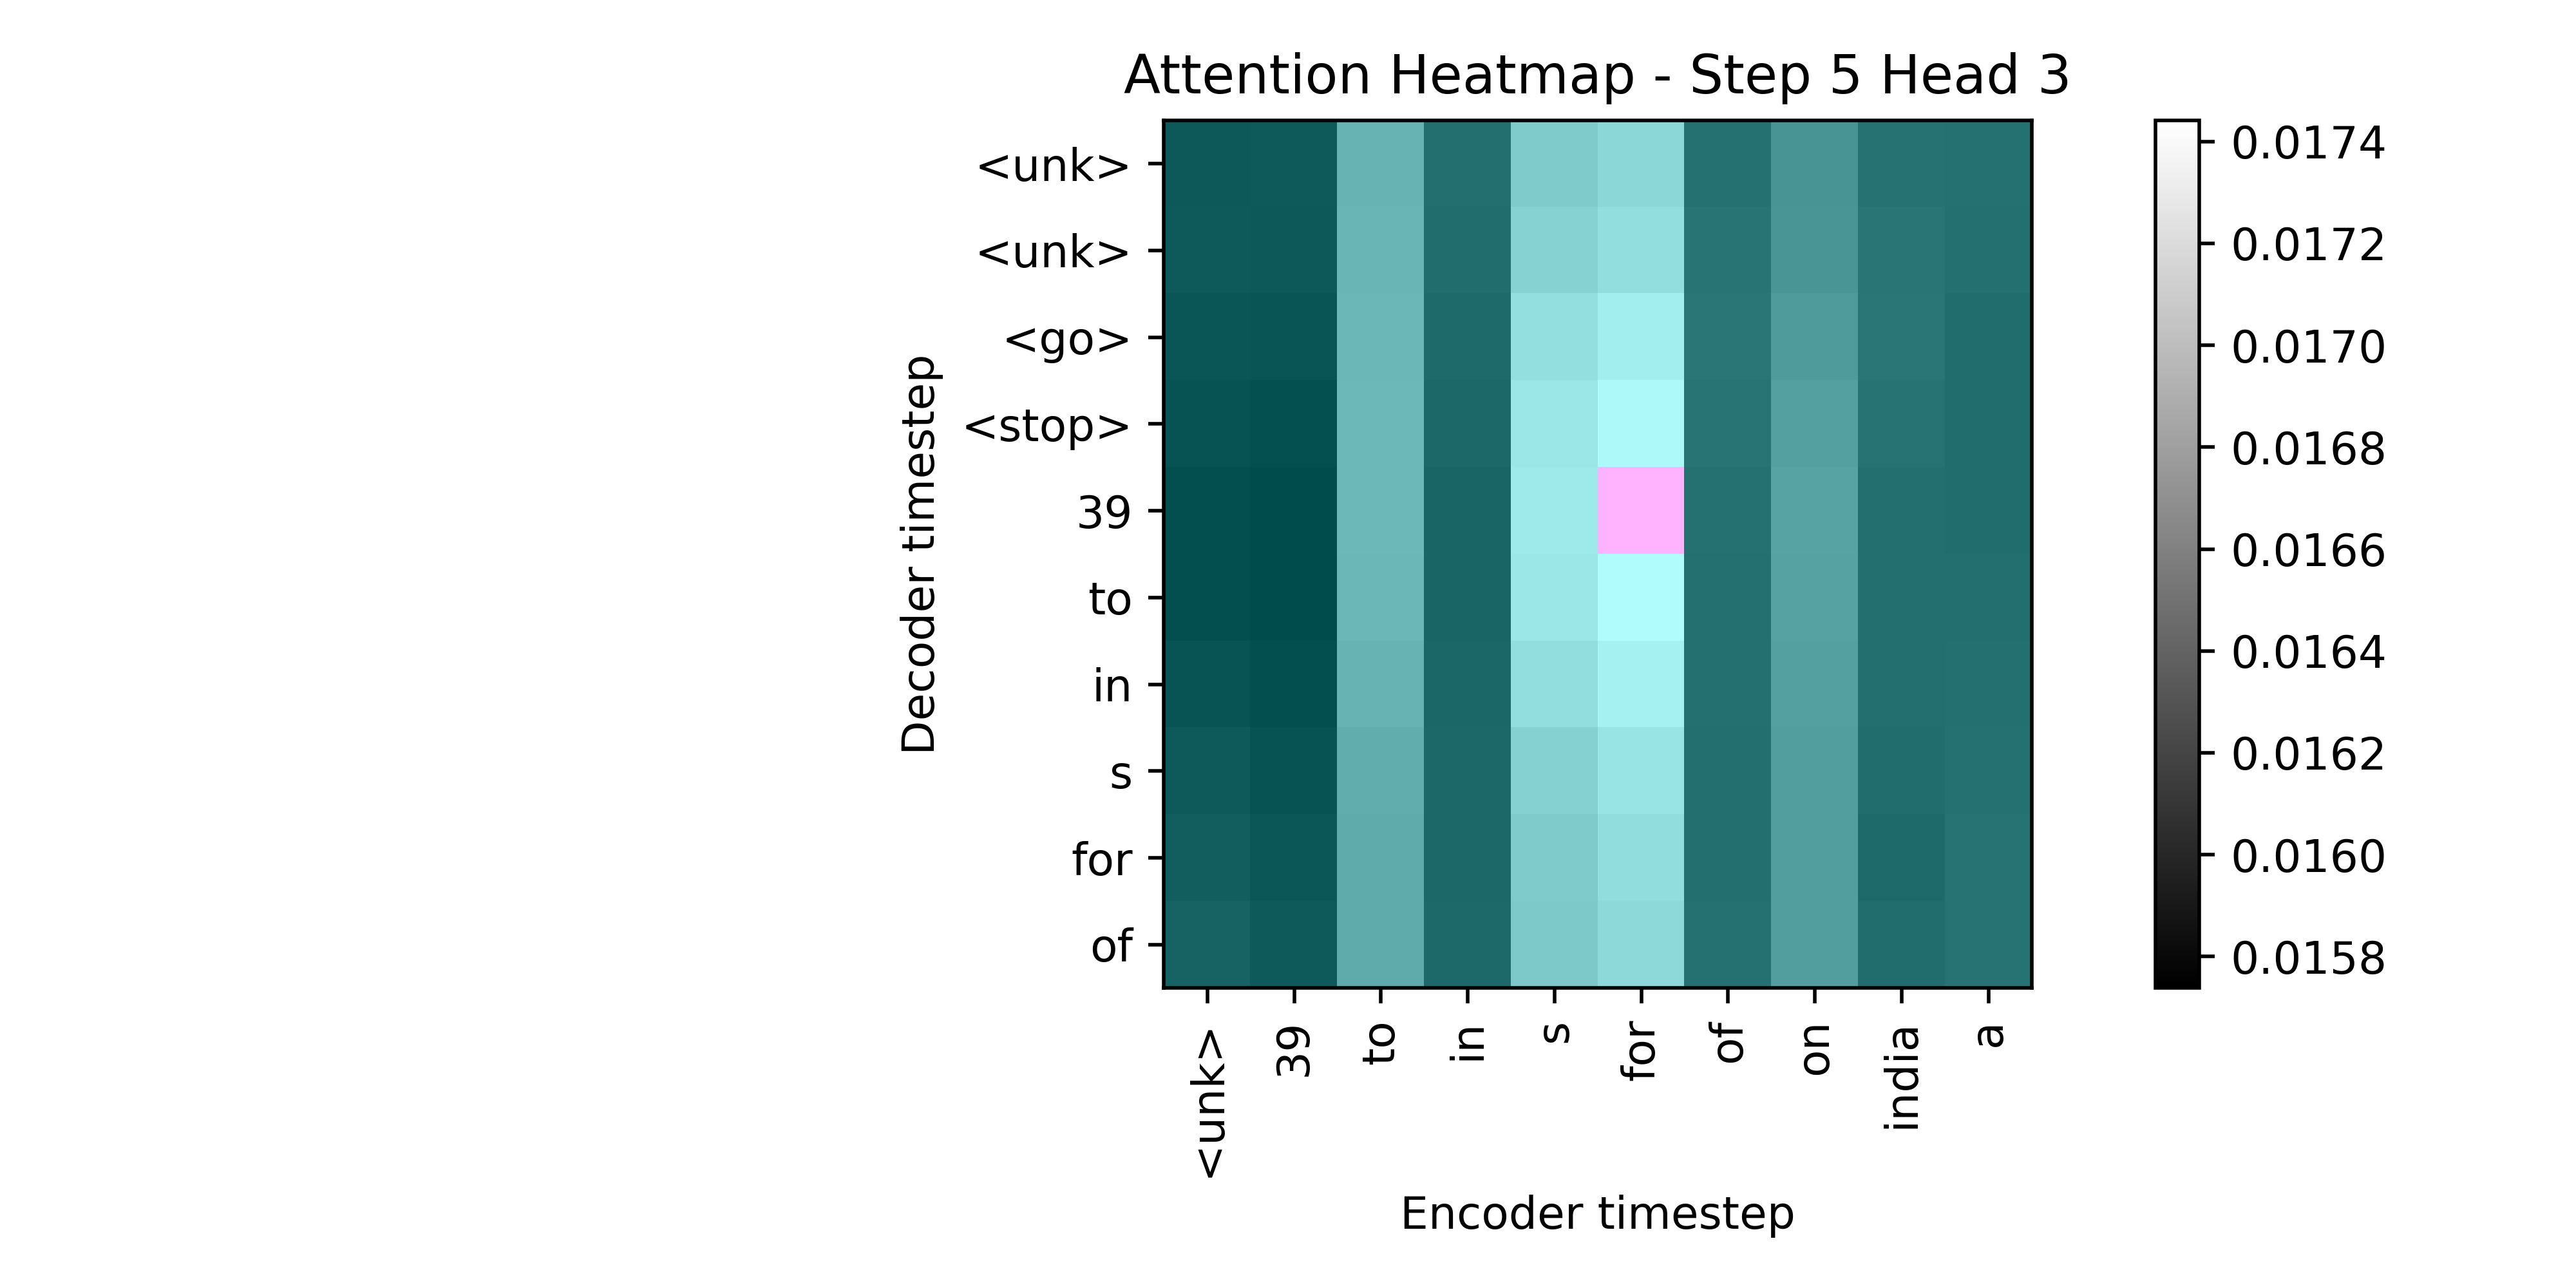 Attention Heatmap - Step 5 Head 3
Decoder timestep
<unk>
<unk>
<go>
<stop>
39
to
in
s
for
of
<unk>
39
to
in
s
for
of
on
india
a
Encoder timestep
0.0174
0.0172
0.0170
0.0168
0.0166
0.0164
0.0162
0.0160
0.0158